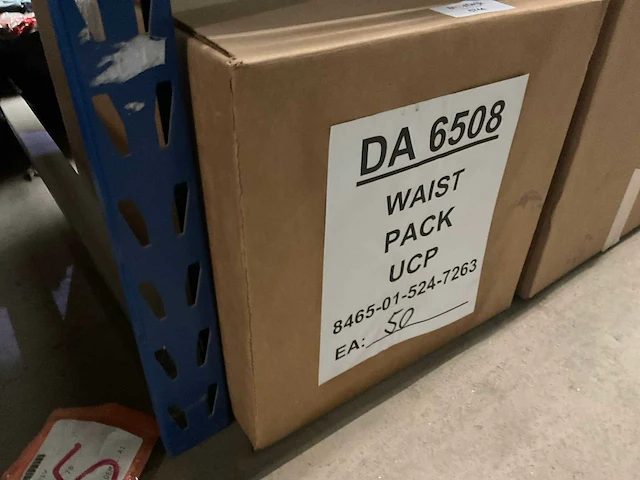 DA 6508
WAIST
PACK
UCP
8465-01-524-7263
EA: 50